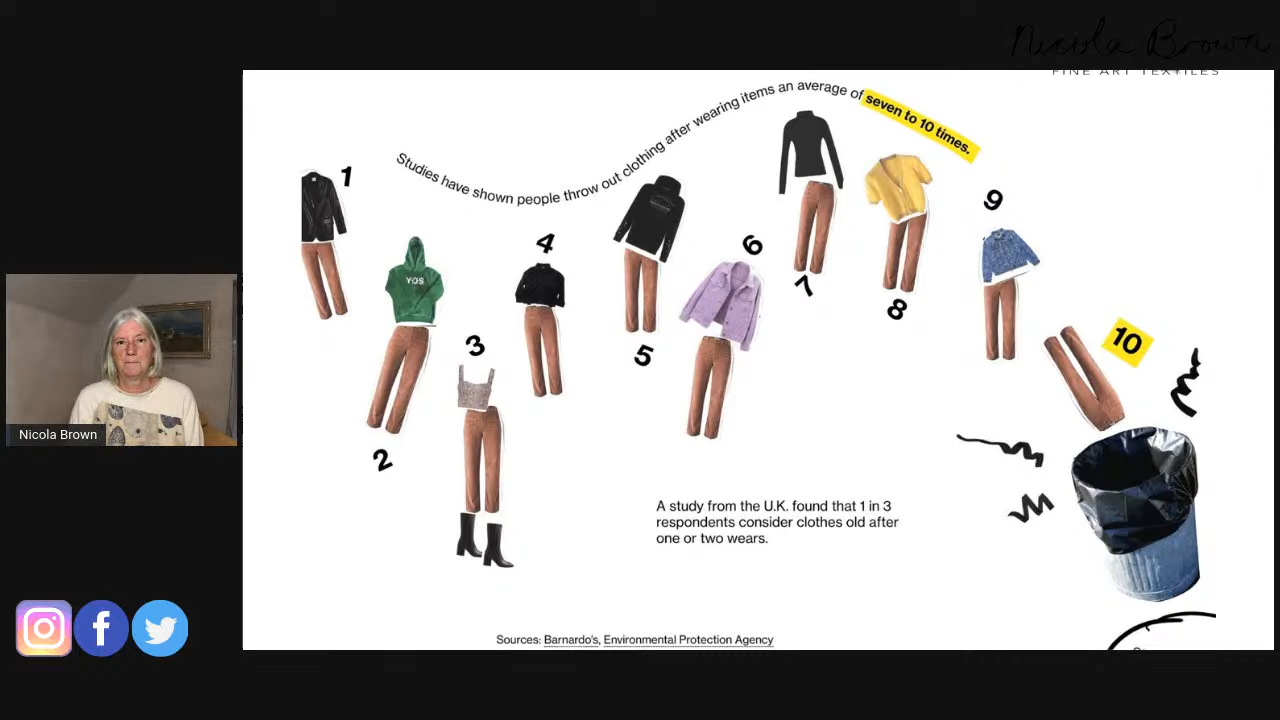 Nicola Brown
FINE ART TEXTILES
Studies have shown people throw out clothing after wearing items an average of seven to 10 times.
1
2
3
4
5
6
7
8
9
10
YOS
Nicola Brown
A study from the U.K. found that 1 in 3
respondents consider clothes old after
one or two wears.
Sources: Barnardo's, Environmental Protection Agency